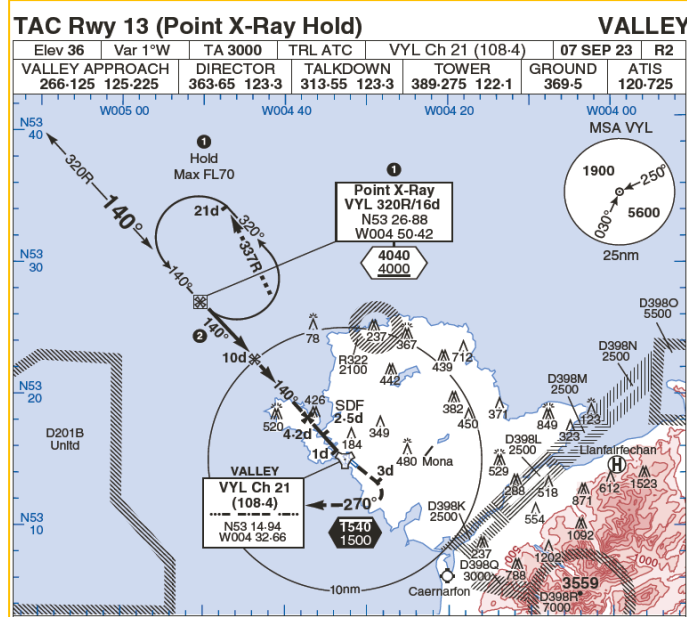 TAC Rwy 13 (Point X-Ray Hold) VALLEY
Elev 36 Var 1°W TA 3000 TRL ATC VYL Ch 21 (108·4) 07 SEP 23 R2
VALLEY APPROACH DIRECTOR TALKDOWN TOWER GROUND ATIS
266·125 125·225 363·65 123·3 313·55 123·3 389·275 122·1 369·5 120·725
W005 00 W004 40 W004 20 W004 00
N53
40
MSA VYL
1900
250°
5600
030°
25nm
1
Hold
Max FL70
1
Point X-Ray
VYL 320R/16d
N53 26·88
W004 50·42
4040
4000
320R
140°
21d
320°
337R
140°
N53
30
140°
2
10d
140°
78
237
367
R322
2100
442
439
712
D398O
5500
D398N
2500
D398M
2500
N53
20
SDF
2·5d
426
520
4·2d
184
349
382
450
371
849
123
323
D398L
2500
Llanfairfechan
H
D201B
Unltd
1d
3d
480
Mona
529
288
518
612
1523
871
554
VALLEY
VYL Ch 21
(108·4)
N53 14·94
W004 32·66
270°
1540
1500
D398K
2500
N53
10
237
1092
500
1202
1000
D398Q
3000
788
3559
D398R
7000
10nm
Caernarfon